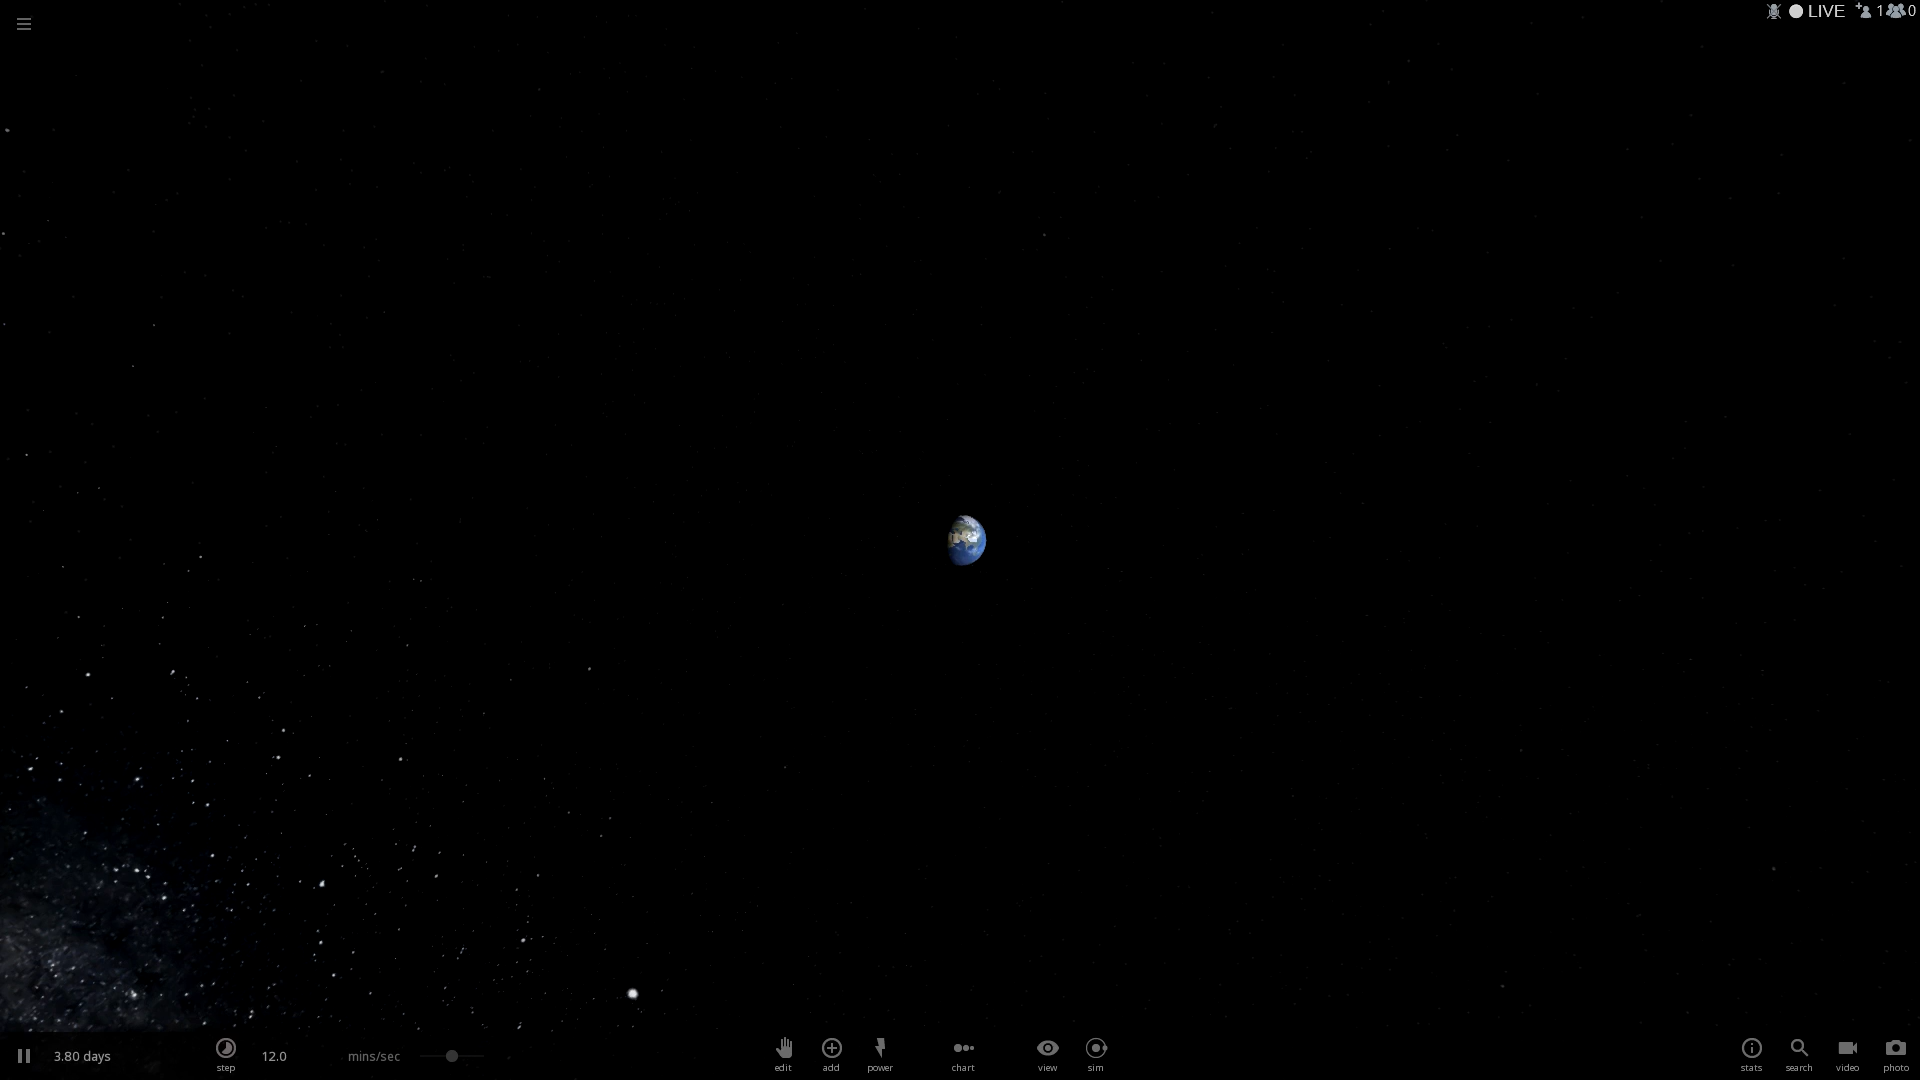 LIVE 1 0
3.80 days
step
12.0 mins/sec
edit
add
power
chart
view
sim
stats
search
video
photo